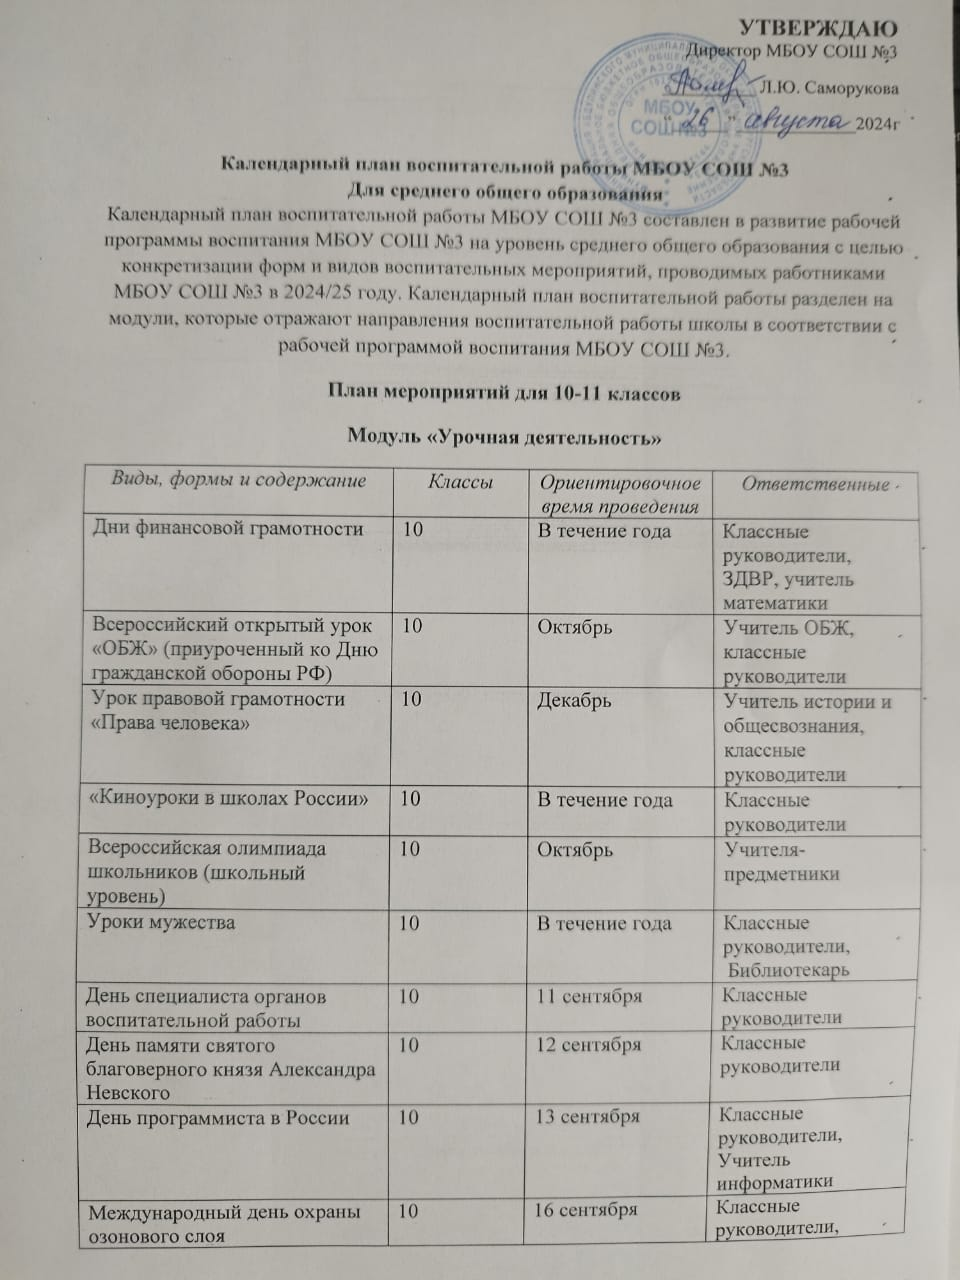 УТВЕРЖДАЮ
Директор МБОУ СОШ №3
Л.Ю. Саморукова
"26" августа 2024г
МБОУ
СОШ №3
Календарный план воспитательной работы МБОУ СОШ №3
Для среднего общего образования
Календарный план воспитательной работы МБОУ СОШ №3 составлен в развитие рабочей
программы воспитания МБОУ СОШ №3 на уровень среднего общего образования с целью
конкретизации форм и видов воспитательных мероприятий, проводимых работниками
МБОУ СОШ №3 в 2024/25 году. Календарный план воспитательной работы разделен на
модули, которые отражают направления воспитательной работы школы в соответствии с
рабочей программой воспитания МБОУ СОШ №3.
План мероприятий для 10-11 классов
Модуль «Урочная деятельность»
Виды, формы и содержание
Классы
Ориентировочное
время проведения
Ответственные
Дни финансовой грамотности
10
В течение года
Классные
руководители,
ЗДВР, учитель
математики
Всероссийский открытый урок
«ОБЖ» (приуроченный ко Дню
гражданской обороны РФ)
10
Октябрь
Учитель ОБЖ,
классные
руководители
Урок правовой грамотности
«Права человека»
10
Декабрь
Учитель истории и
общесвознания,
классные
руководители
«Киноуроки в школах России»
10
В течение года
Классные
руководители
Всероссийская олимпиада
школьников (школьный
уровень)
10
Октябрь
Учителя-
предметники
Уроки мужества
10
В течение года
Классные
руководители,
Библиотекарь
День специалиста органов
воспитательной работы
10
11 сентября
Классные
руководители
День памяти святого
благоверного князя Александра
Невского
10
12 сентября
Классные
руководители
День программиста в России
10
13 сентября
Классные
руководители,
Учитель
информатики
Международный день охраны
озонового слоя
10
16 сентября
Классные
руководители,